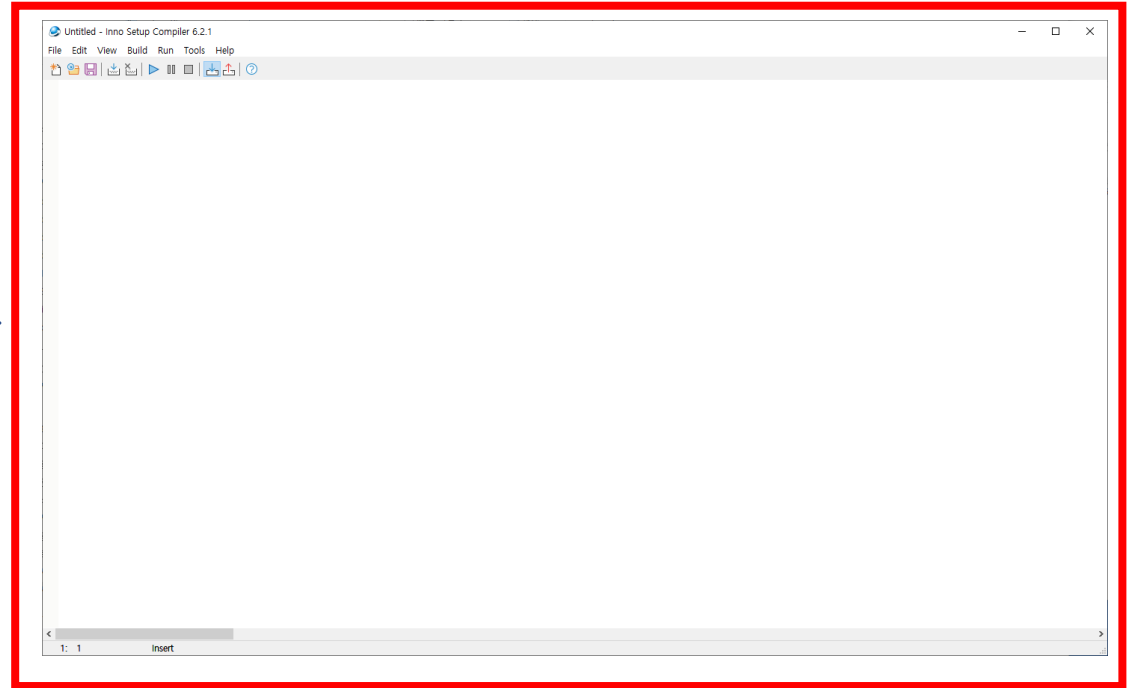 Untitled - Inno Setup Compiler 6.2.1
File Edit View Build Run Tools Help
1: 1 Insert